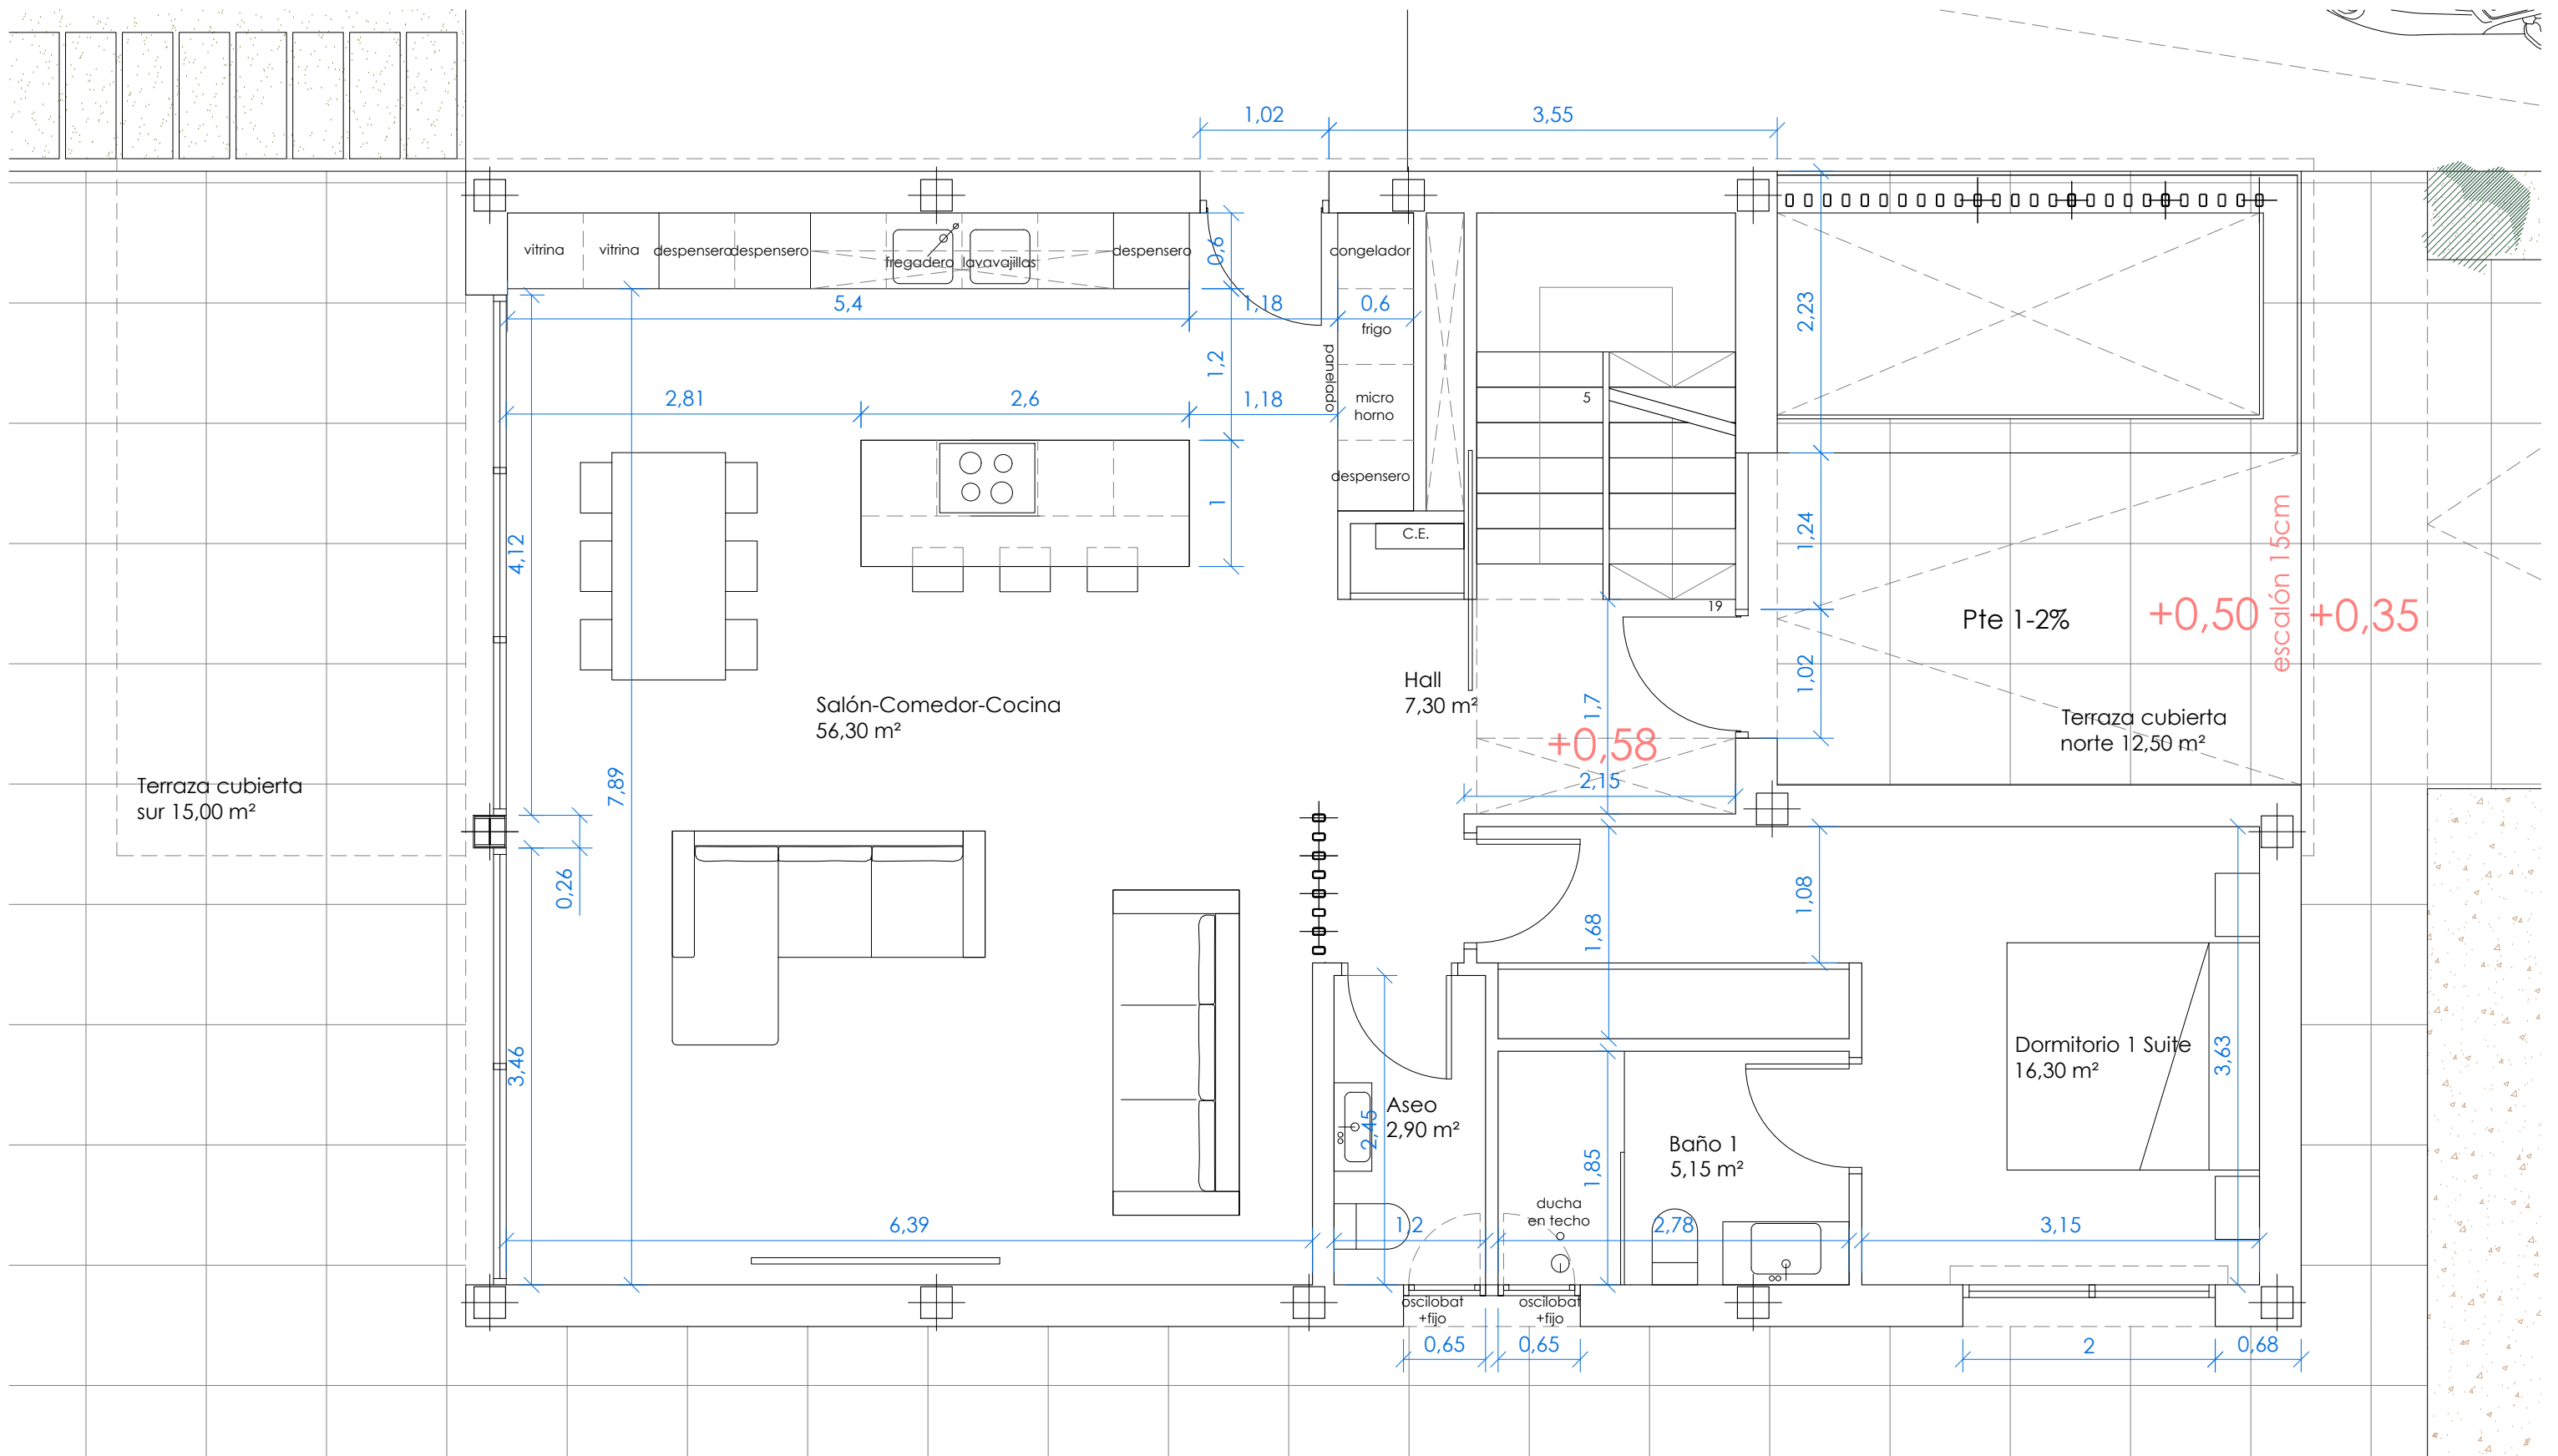 1,02
3,55
vitrina
vitrina
despensero
despensero
fregadero
lavavajillas
despensero
0,6
congelador
5,4
1,18
0,6
frigo
2,23
panelado
1,2
2,81
2,6
1,18
micro
horno
5
despensero
1
C.E.
4,12
1,24
escalón 15cm
19
Pte 1-2%
+0,50
+0,35
Hall
7,30 m²
1,02
Salón-Comedor-Cocina
56,30 m²
1,7
+0,58
Terraza cubierta
norte 12,50 m²
Terraza cubierta
sur 15,00 m²
7,89
2,15
0,26
1,68
1,08
3,46
Dormitorio 1 Suite
16,30 m²
3,63
Aseo
2,90 m²
2,45
Baño 1
5,15 m²
1,85
ducha
en techo
6,39
1,2
2,78
3,15
oscilobat
+fijo
oscilobat
+fijo
0,65
0,65
2
0,68